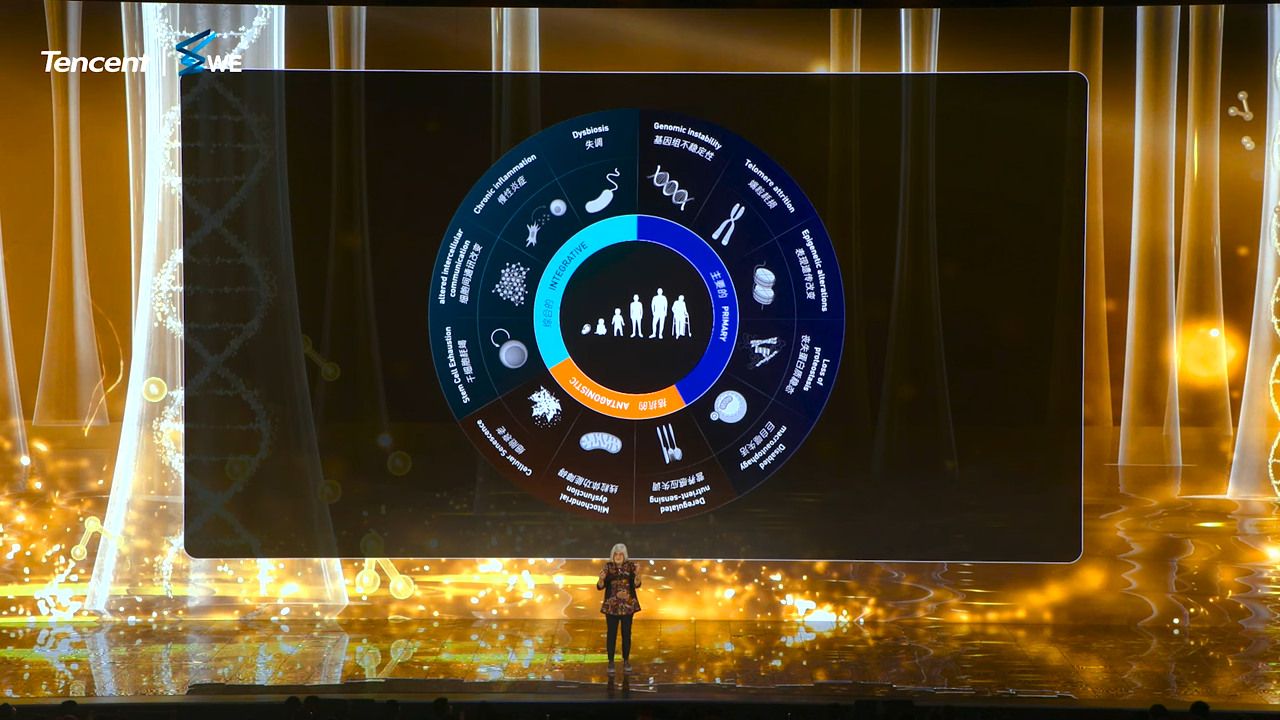 Tencent WE
Dysbiosis
失调
Genomic instability
基因组不稳定性
Telomere attrition
端粒耗损
Epigenetic alterations
表观遗传改变
Loss of
proteostasis
丧失蛋白质稳态
Disabled
macroautophagy
巨自噬失活
Deregulated
nutrient-sensing
营养感应失调
Mitochondrial
dysfunction
线粒体功能障碍
Cellular Senescence
细胞衰老
Stem Cell Exhaustion
干细胞耗竭
altered intercellular
communication
细胞间通讯改变
Chronic inflammation
慢性炎症
综合的 INTEGRATIVE
主要的 PRIMARY
拮抗的 ANTAGONISTIC